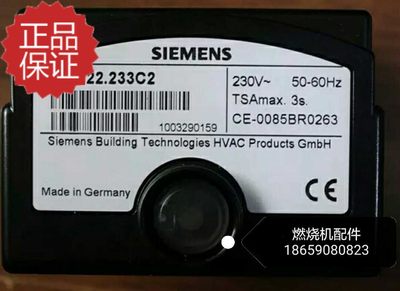 正品
保证
SIEMENS
22.233C2
1003290159
230V~ 50-60Hz
TSAmax. 3s.
CE-0085BR0263
Siemens Building Technologies HVAC Products GmbH
Made in Germany
CE
燃烧机配件
18659080823